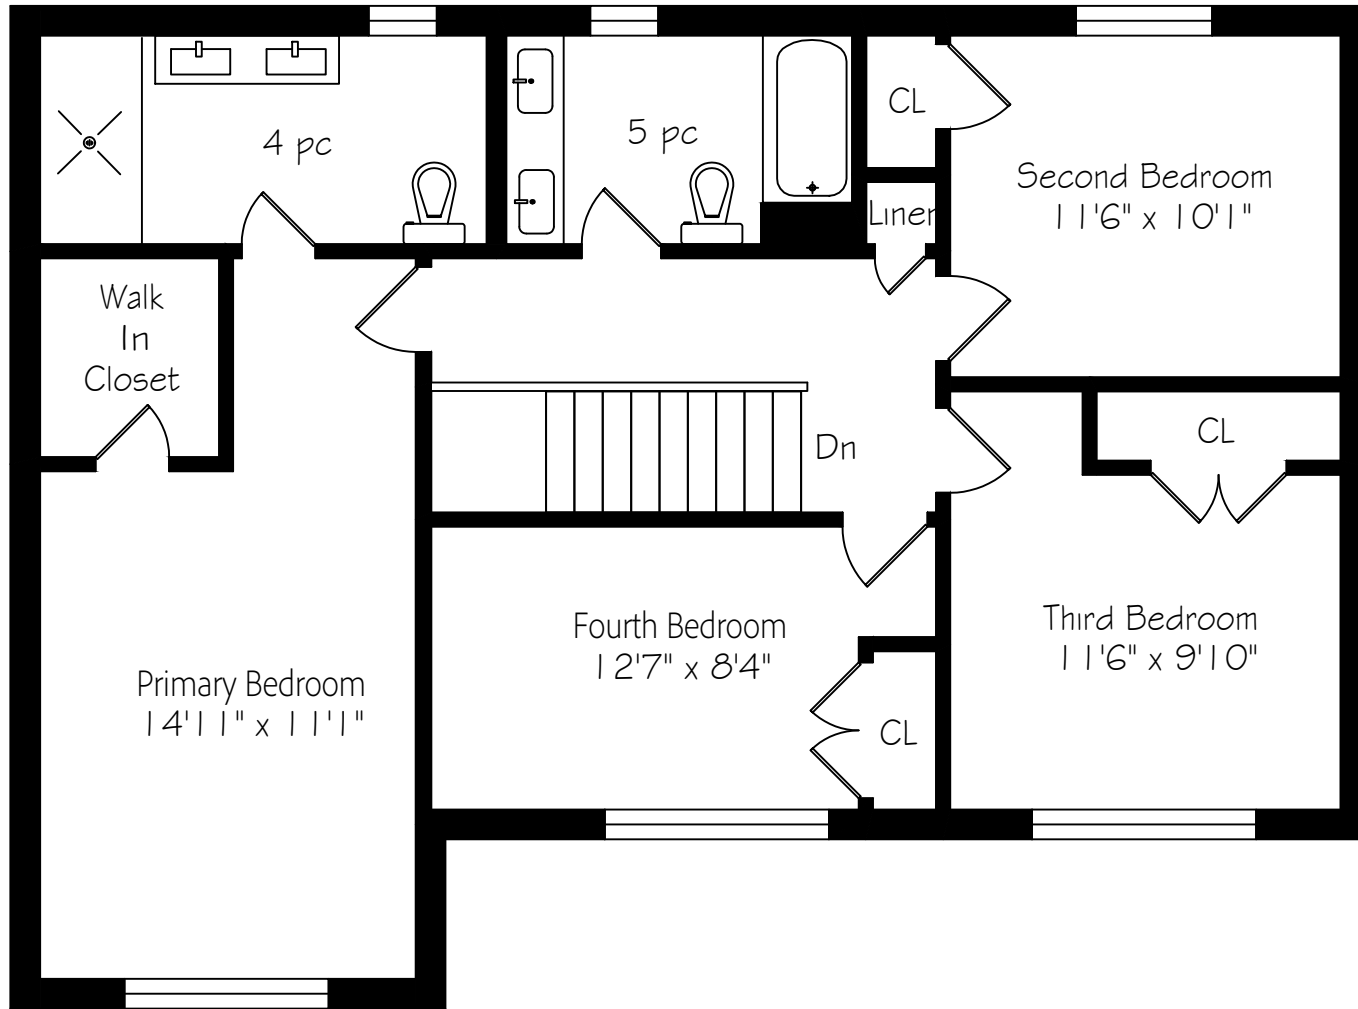 4 pc
5 pc
CL
Second Bedroom
11'6" x 10'1"
Linen
Walk
In
Closet
Dn
CL
Fourth Bedroom
12'7" x 8'4"
Third Bedroom
11'6" x 9'10"
Primary Bedroom
14'11" x 11'1"
CL